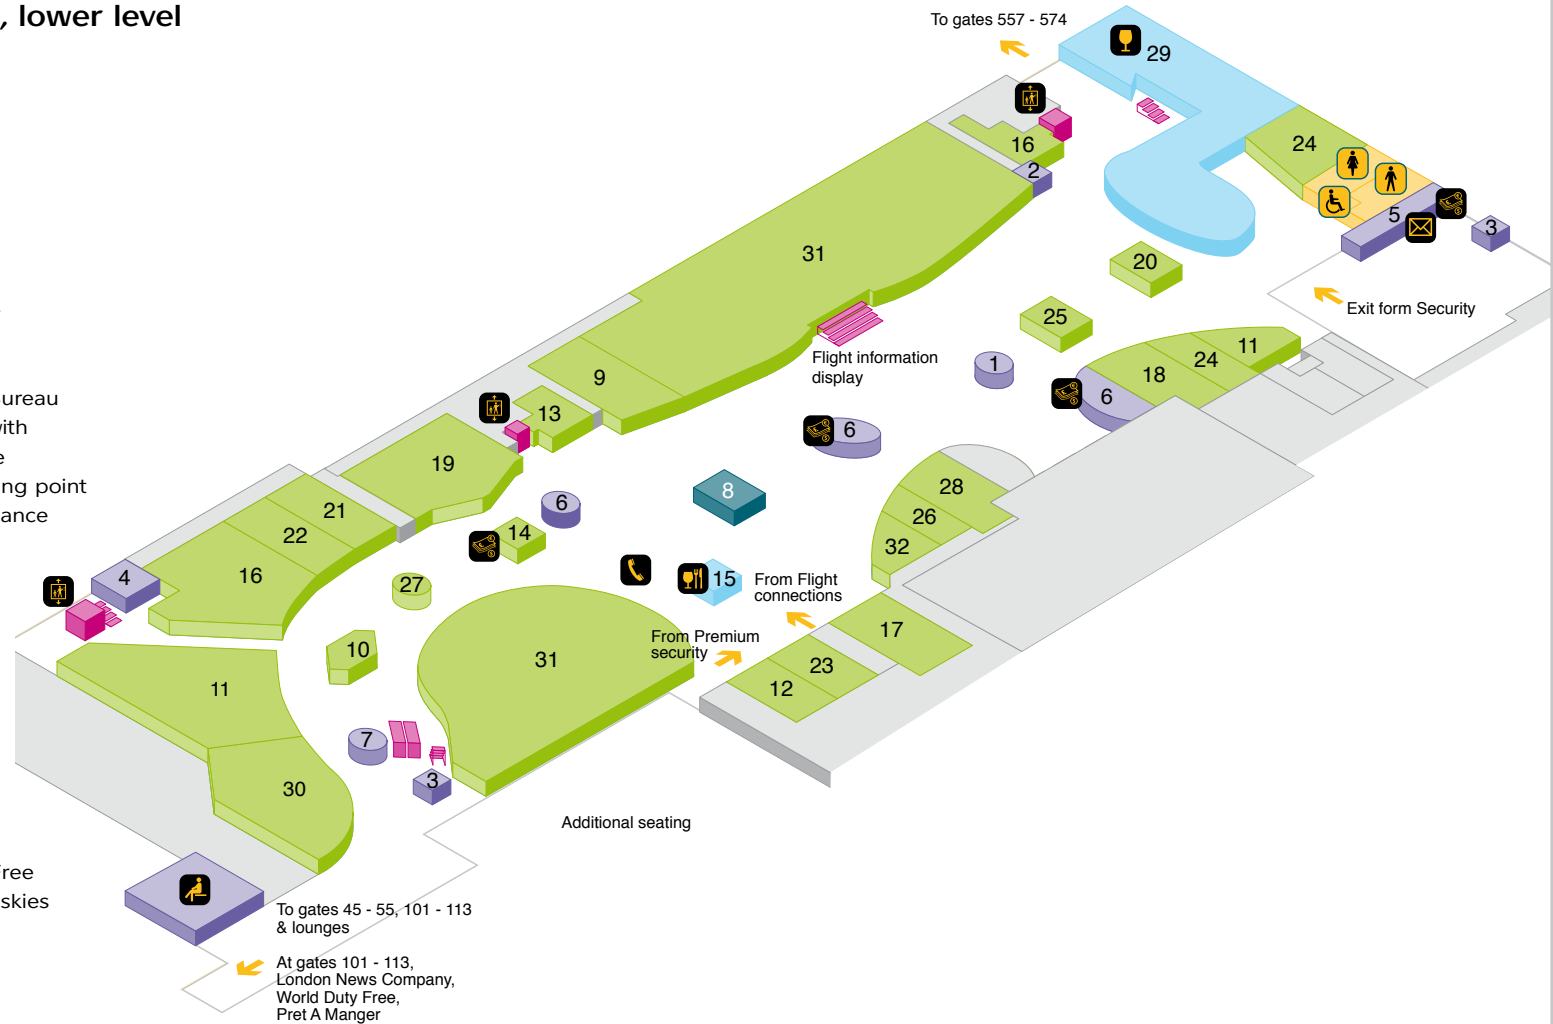 , lower level
To gates 557 - 574
29
24
16
2
5
3
31
20
Exit form Security
25
Flight information
display
1
11
24
18
6
9
13
6
19
28
8
26
21
6
22
14
32
16
4
27
15
From Flight
connections
17
10
From Premium
security
31
23
12
11
7
3
30
Additional seating
ureau
ith
e
ng point
ance
ree
skies
To gates 45 - 55, 101 - 113
& lounges
At gates 101 - 113,
London News Company,
World Duty Free,
Pret A Manger